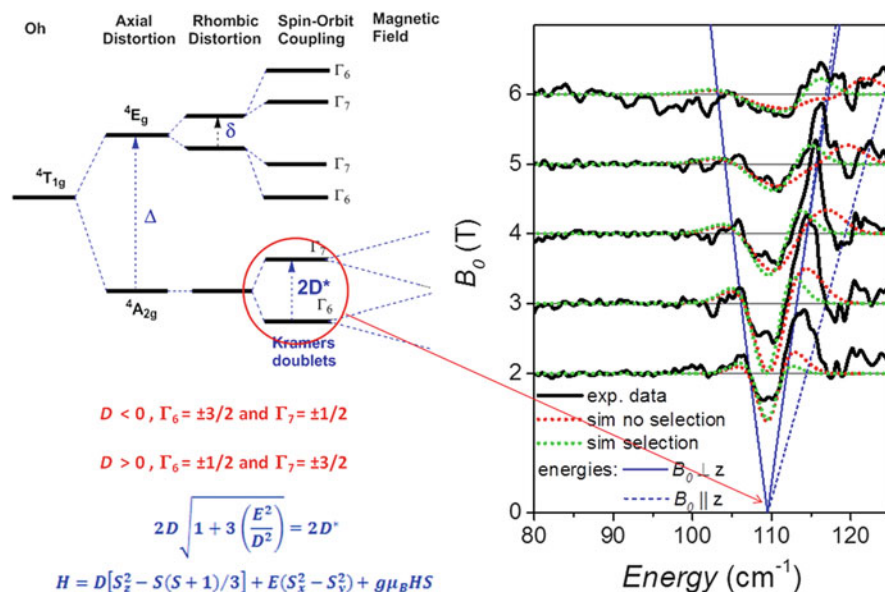 Oh
Axial Distortion
Rhombic Distortion
Spin-Orbit Coupling
Magnetic Field
Γ6
Γ7
⁴Eg
δ
Γ7
⁴T1g
Γ6
Δ
Γ7
2D*
⁴A2g
Γ6
Kramers doublets
D < 0 , Γ6 = ±3/2 and Γ7 = ±1/2
D > 0 , Γ6 = ±1/2 and Γ7 = ±3/2
2D√(1 + 3 (E²/D²)) = 2D*
H = D[Sz² − S(S + 1)/3] + E(Sx² − Sy²) + gμBHS
B0 (T)
6
5
4
3
2
0
exp. data
sim no selection
sim selection
energies:
B0 ⊥ z
B0 || z
80 90 100 110 120
Energy (cm⁻¹)